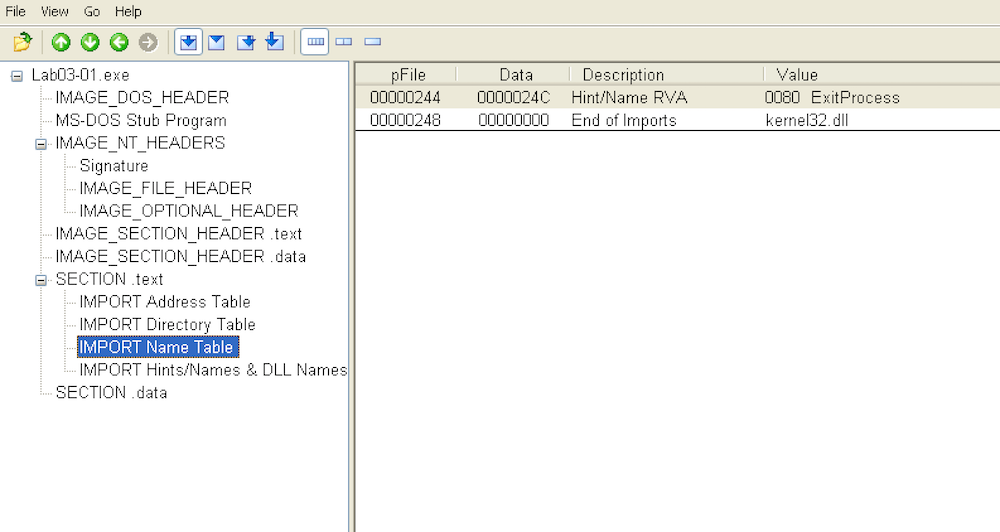 File View Go Help
Lab03-01.exe
IMAGE_DOS_HEADER
MS-DOS Stub Program
IMAGE_NT_HEADERS
Signature
IMAGE_FILE_HEADER
IMAGE_OPTIONAL_HEADER
IMAGE_SECTION_HEADER .text
IMAGE_SECTION_HEADER .data
SECTION .text
IMPORT Address Table
IMPORT Directory Table
IMPORT Name Table
IMPORT Hints/Names & DLL Names
SECTION .data
pFile Data Description Value
00000244 0000024C Hint/Name RVA 0080 ExitProcess
00000248 00000000 End of Imports kernel32.dll